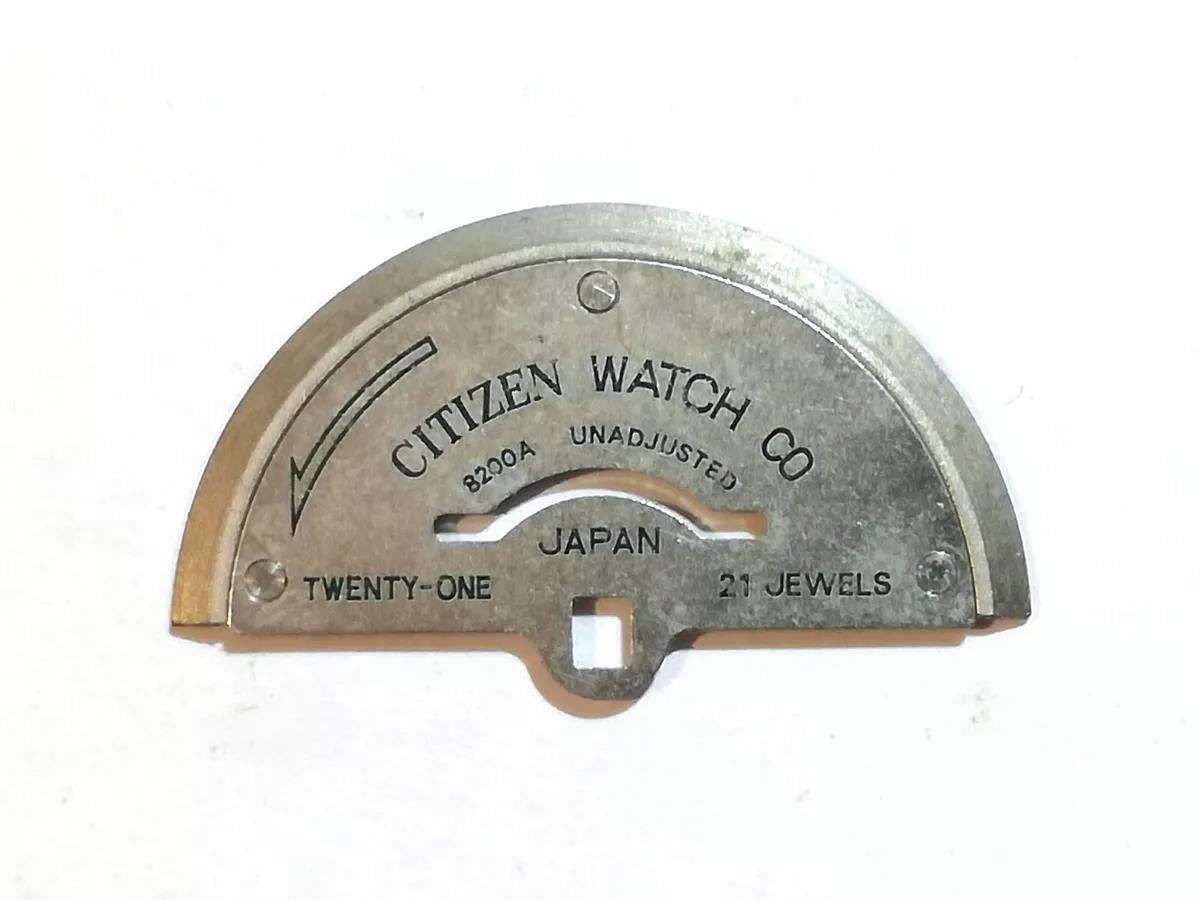 CITIZEN WATCH CO
8200A UNADJUSTED
JAPAN
TWENTY-ONE 21 JEWELS